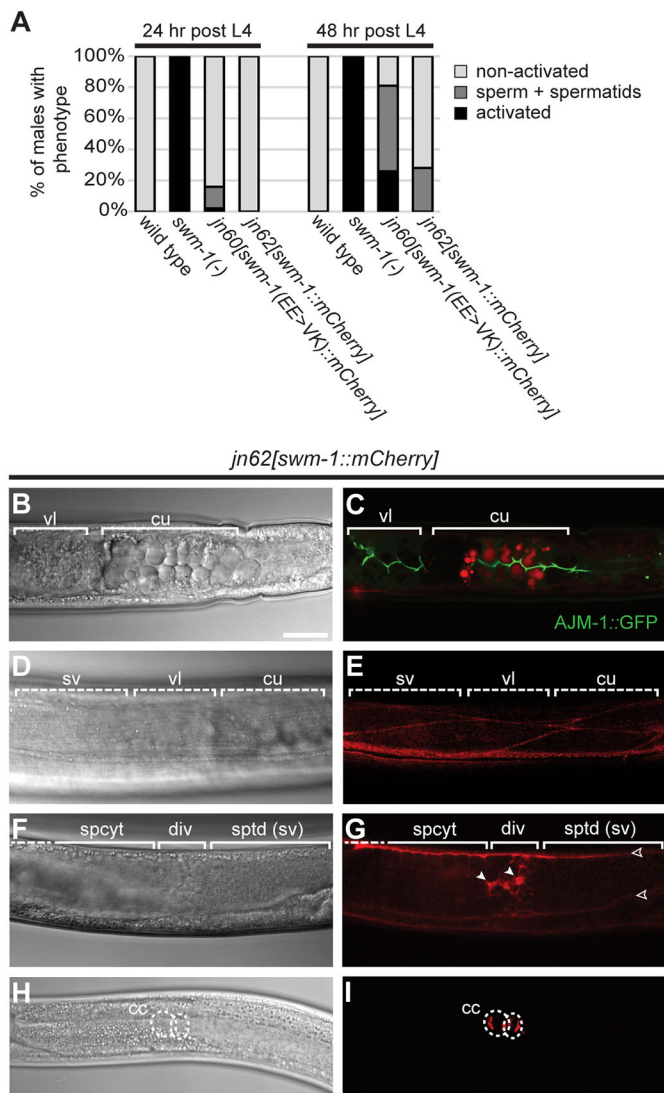 A
24 hr post L4
48 hr post L4
100%
80%
60%
40%
20%
0%
% of males with
phenotype
non-activated
sperm + spermatids
activated
wild type
swm-1(-)
jn60[swm-1(EE>VK)::mCherry]
jn62[swm-1::mCherry]
wild type
swm-1(-)
jn60[swm-1(EE>VK)::mCherry]
jn62[swm-1::mCherry]
jn62[swm-1::mCherry]
B
vl
cu
C
vl
cu
AJM-1::GFP
D
sv
vl
cu
E
sv
vl
cu
F
spcyt
div
sptd (sv)
G
spcyt
div
sptd (sv)
H
cc
I
cc